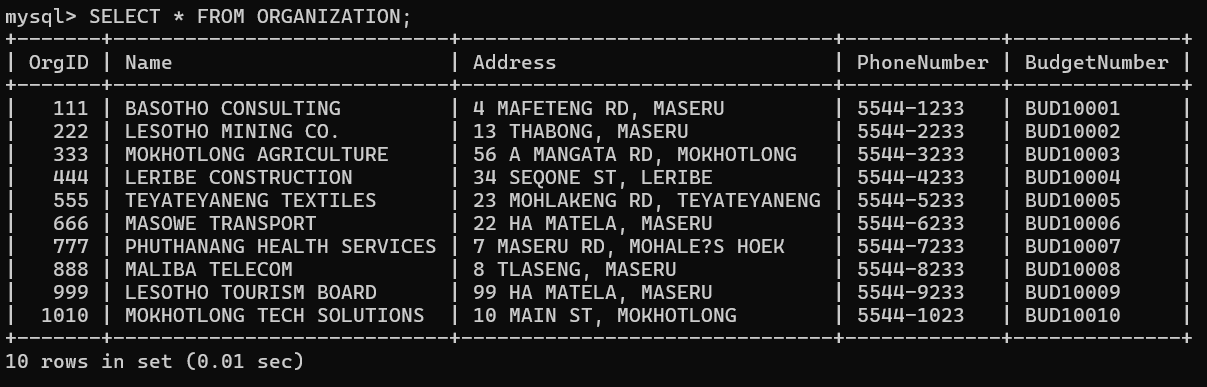 mysql> SELECT * FROM ORGANIZATION;
+-------+----------------------------+-------------------------------+-------------+--------------+
| OrgID | Name                       | Address                       | PhoneNumber | BudgetNumber |
+-------+----------------------------+-------------------------------+-------------+--------------+
|   111 | BASOTHO CONSULTING         | 4 MAFETENG RD, MASERU         | 5544-1233   | BUD10001     |
|   222 | LESOTHO MINING CO.         | 13 THABONG, MASERU            | 5544-2233   | BUD10002     |
|   333 | MOKHOTLONG AGRICULTURE     | 56 A MANGATA RD, MOKHOTLONG   | 5544-3233   | BUD10003     |
|   444 | LERIBE CONSTRUCTION        | 34 SEQONE ST, LERIBE          | 5544-4233   | BUD10004     |
|   555 | TEYATEYANENG TEXTILES      | 23 MOHLAKENG RD, TEYATEYANENG | 5544-5233   | BUD10005     |
|   666 | MASOWE TRANSPORT           | 22 HA MATELA, MASERU          | 5544-6233   | BUD10006     |
|   777 | PHUTHANANG HEALTH SERVICES | 7 MASERU RD, MOHALE?S HOEK    | 5544-7233   | BUD10007     |
|   888 | MALIBA TELECOM             | 8 TLASENG, MASERU             | 5544-8233   | BUD10008     |
|   999 | LESOTHO TOURISM BOARD      | 99 HA MATELA, MASERU          | 5544-9233   | BUD10009     |
|  1010 | MOKHOTLONG TECH SOLUTIONS  | 10 MAIN ST, MOKHOTLONG        | 5544-1023   | BUD10010     |
+-------+----------------------------+-------------------------------+-------------+--------------+
10 rows in set (0.01 sec)